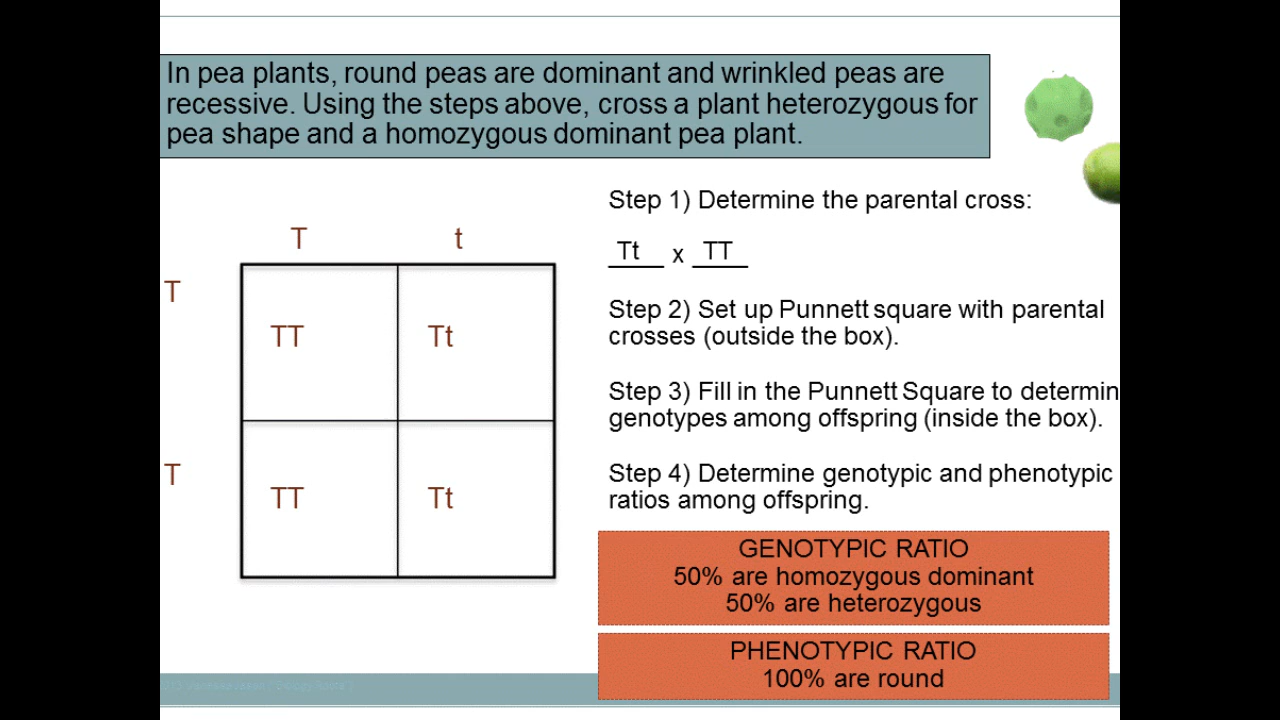 In pea plants, round peas are dominant and wrinkled peas are
recessive. Using the steps above, cross a plant heterozygous for
pea shape and a homozygous dominant pea plant.
T t
T
TT Tt
T
TT Tt
Step 1) Determine the parental cross:
Tt x TT
Step 2) Set up Punnett square with parental
crosses (outside the box).
Step 3) Fill in the Punnett Square to determin
genotypes among offspring (inside the box).
Step 4) Determine genotypic and phenotypic
ratios among offspring.
GENOTYPIC RATIO
50% are homozygous dominant
50% are heterozygous
PHENOTYPIC RATIO
100% are round